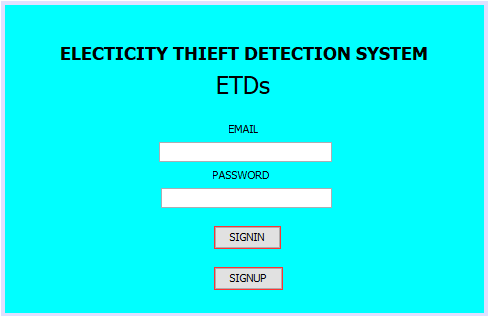 ELECTICITY THIEFT DETECTION SYSTEM
ETDs
EMAIL
PASSWORD
SIGNIN
SIGNUP